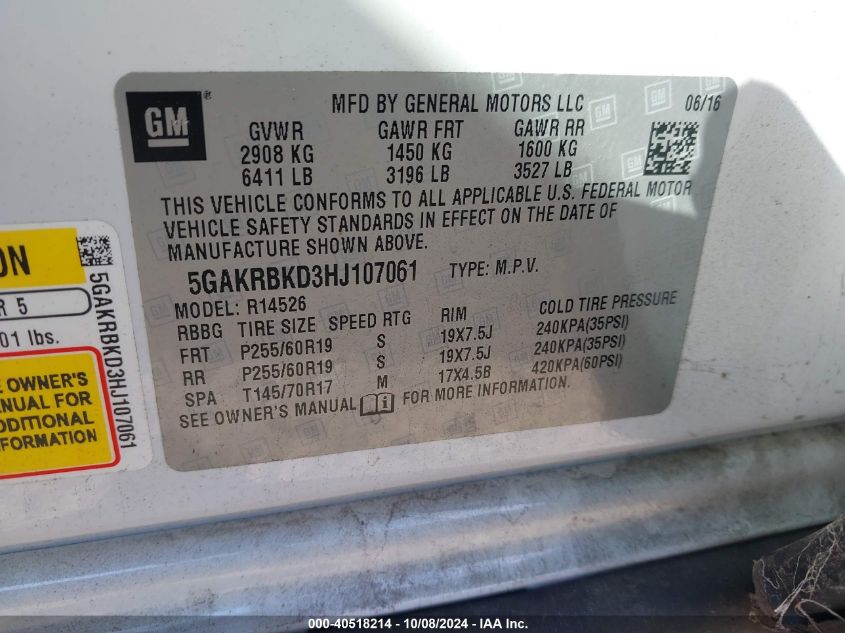 GM
MFD BY GENERAL MOTORS LLC 06/16
GVWR GAWR FRT GAWR RR
2908 KG 1450 KG 1600 KG
6411 LB 3196 LB 3527 LB
THIS VEHICLE CONFORMS TO ALL APPLICABLE U.S. FEDERAL MOTOR
VEHICLE SAFETY STANDARDS IN EFFECT ON THE DATE OF
MANUFACTURE SHOWN ABOVE.
5GAKRBKD3HJ107061 TYPE: M.P.V.
MODEL: R14526
RBBG TIRE SIZE SPEED RTG RIM COLD TIRE PRESSURE
FRT P255/60R19 S 19X7.5J 240KPA(35PSI)
RR P255/60R19 S 19X7.5J 240KPA(35PSI)
SPA T145/70R17 M 17X4.5B 420KPA(60PSI)
SEE OWNER'S MANUAL FOR MORE INFORMATION.
ON
R 5
01 lbs.
E OWNER'S
ANUAL FOR
DDITIONAL
FORMATION
5GAKRBKD3HJ107061
000-40518214 - 10/08/2024 - IAAI Inc.